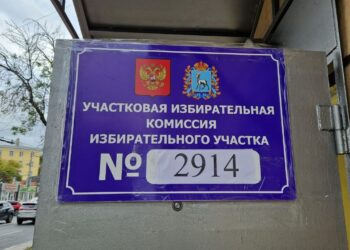 УЧАСТКОВАЯ ИЗБИРАТЕЛЬНАЯ
КОМИССИЯ
ИЗБИРАТЕЛЬНОГО УЧАСТКА
№ 2914